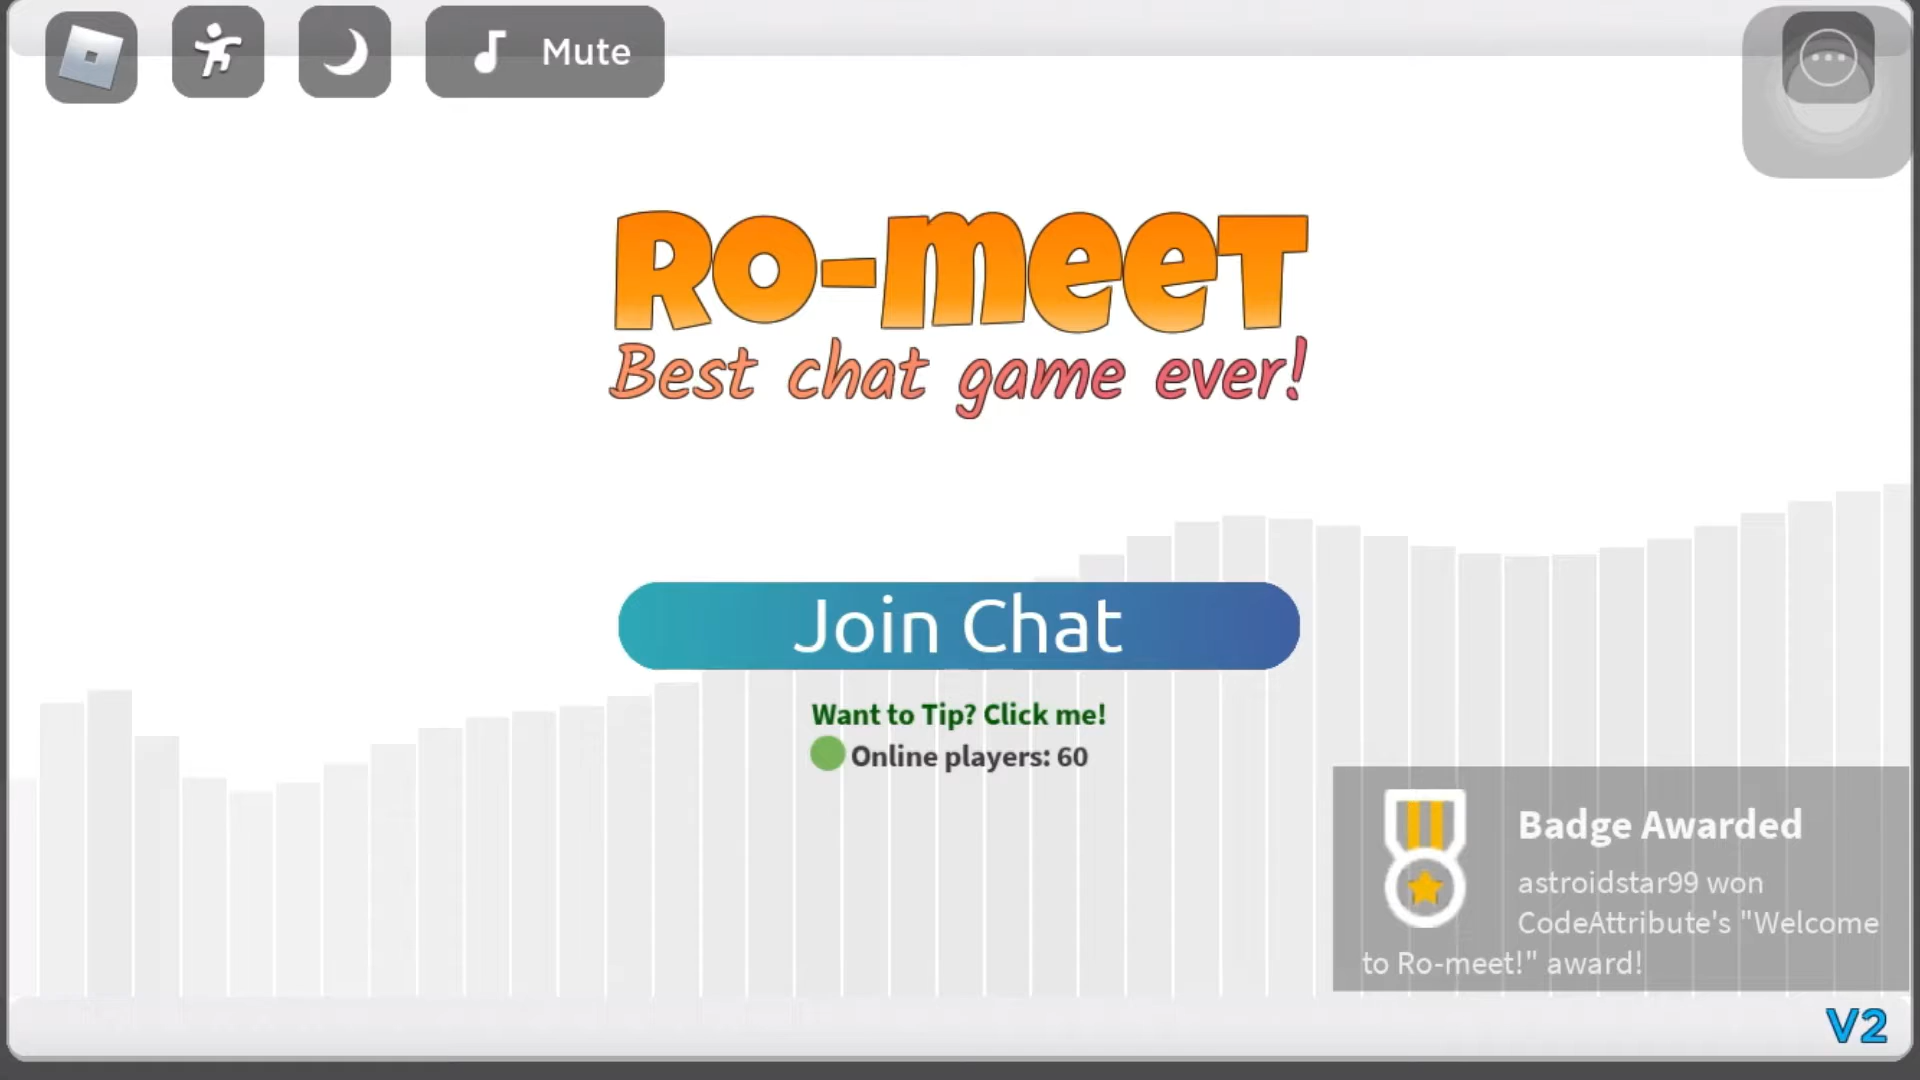 Mute
RO-meeT
Best chat game ever!
Join Chat
Want to Tip? Click me!
Online players: 60
Badge Awarded
astroidstar99 won
CodeAttribute's "Welcome
to Ro-meet!" award!
V2